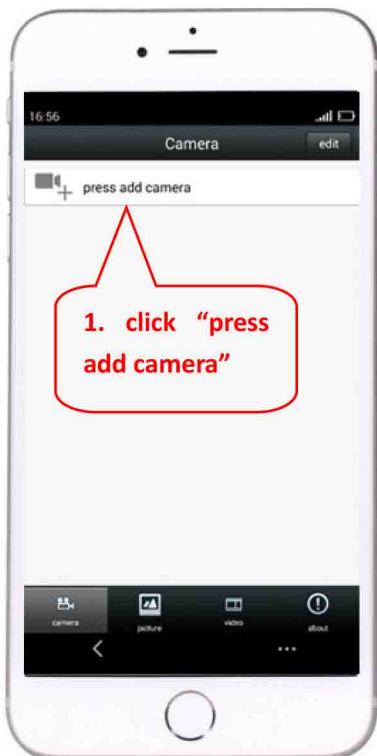 16:56
Camera
edit
press add camera
1. click “press
add camera”
camera
picture
video
about